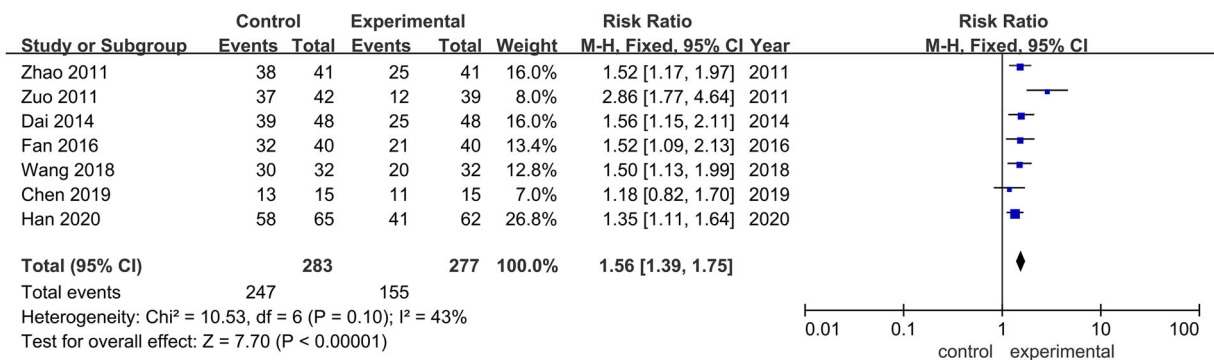 Control Experimental Risk Ratio Risk Ratio
Study or Subgroup Events Total Events Total Weight M-H, Fixed, 95% CI Year M-H, Fixed, 95% CI
Zhao 2011 38 41 25 41 16.0% 1.52 [1.17, 1.97] 2011
Zuo 2011 37 42 12 39 8.0% 2.86 [1.77, 4.64] 2011
Dai 2014 39 48 25 48 16.0% 1.56 [1.15, 2.11] 2014
Fan 2016 32 40 21 40 13.4% 1.52 [1.09, 2.13] 2016
Wang 2018 30 32 20 32 12.8% 1.50 [1.13, 1.99] 2018
Chen 2019 13 15 11 15 7.0% 1.18 [0.82, 1.70] 2019
Han 2020 58 65 41 62 26.8% 1.35 [1.11, 1.64] 2020
Total (95% CI) 283 277 100.0% 1.56 [1.39, 1.75]
Total events 247 155
Heterogeneity: Chi² = 10.53, df = 6 (P = 0.10); I² = 43%
Test for overall effect: Z = 7.70 (P < 0.00001)
0.01 0.1 1 10 100
control experimental